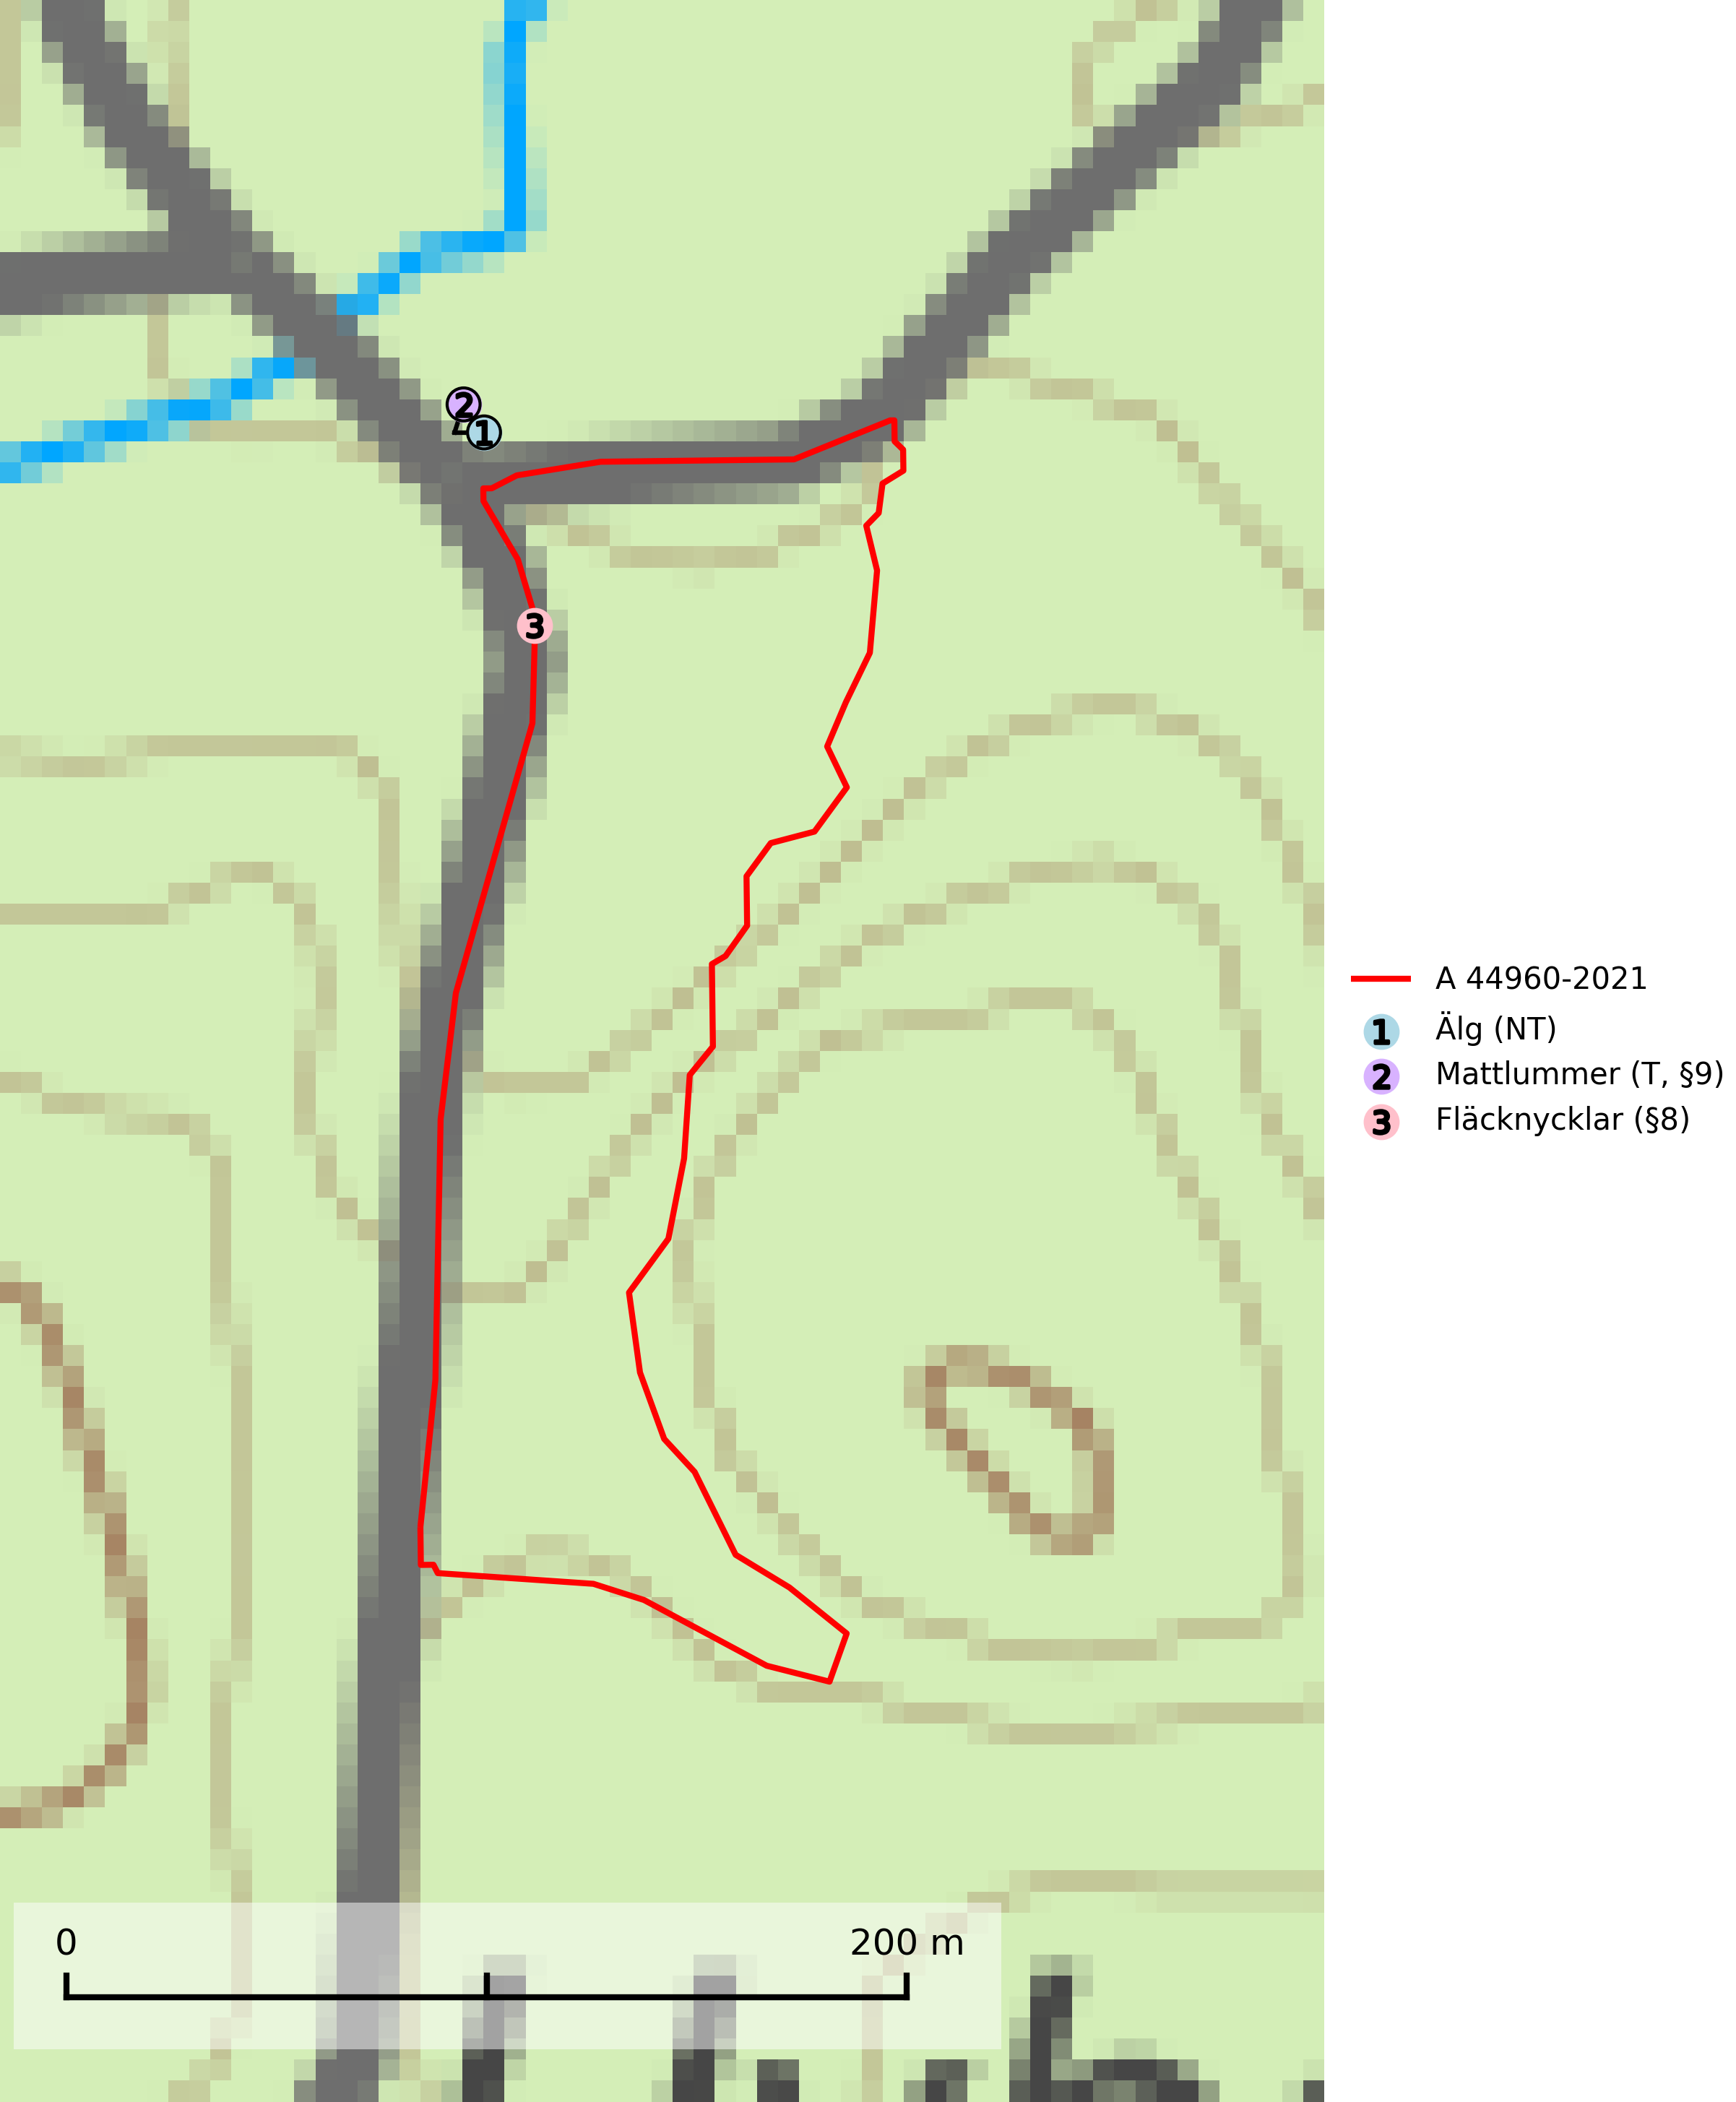 2
1
3
A 44960-2021
1 Älg (NT)
2 Mattlummer (T, §9)
3 Fläcknycklar (§8)
0 200 m